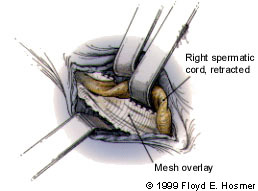 Right spermatic
cord, retracted
Mesh overlay
© 1999 Floyd E. Hosmer